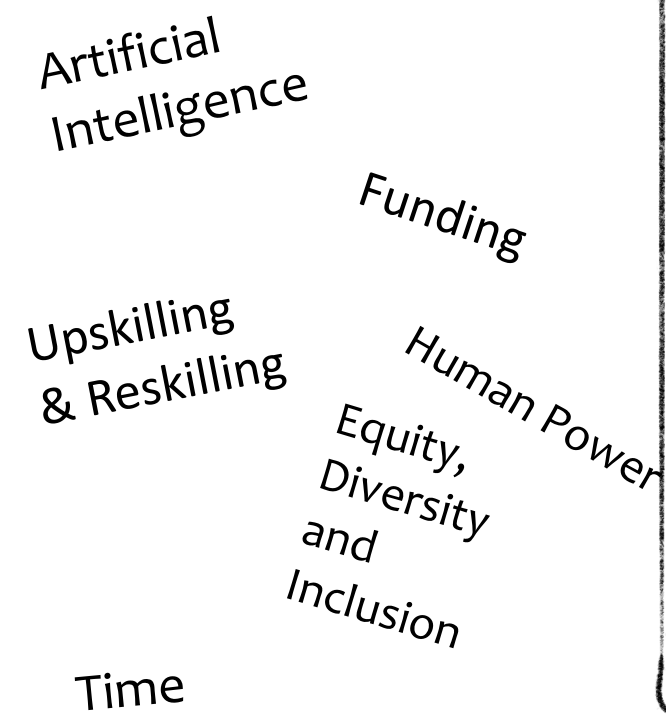 Artificial
Intelligence
Funding
Upskilling
& Reskilling
Human Power
Equity,
Diversity
and
Inclusion
Time